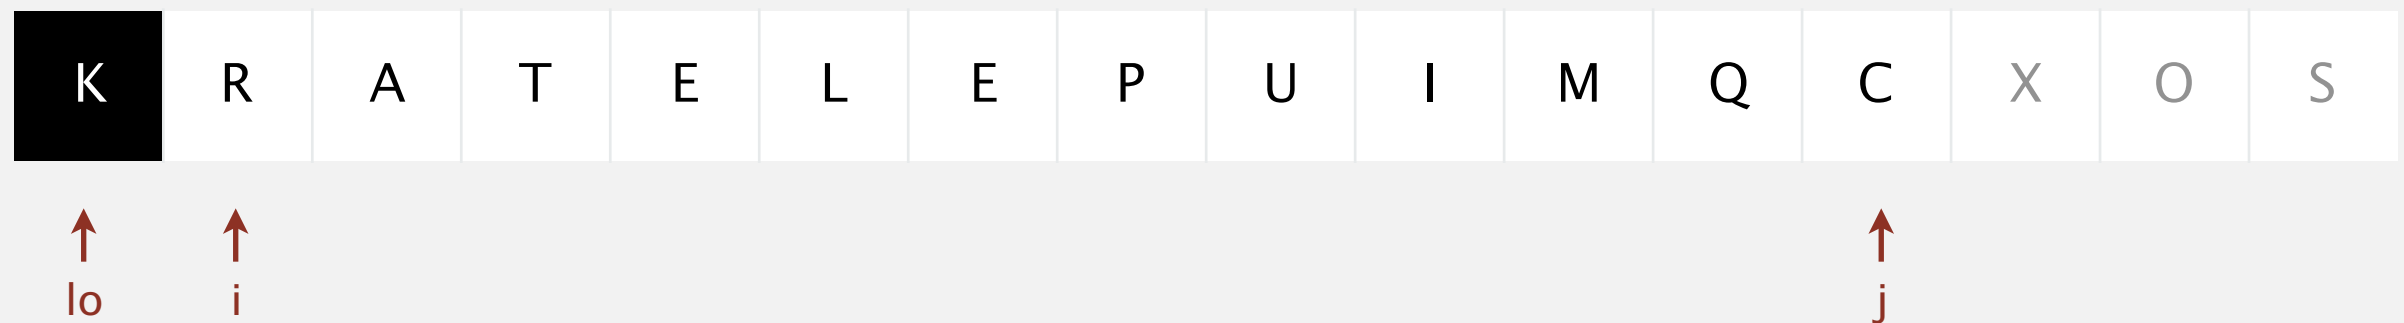 K R A T E L E P U I M Q C X O S
lo i j